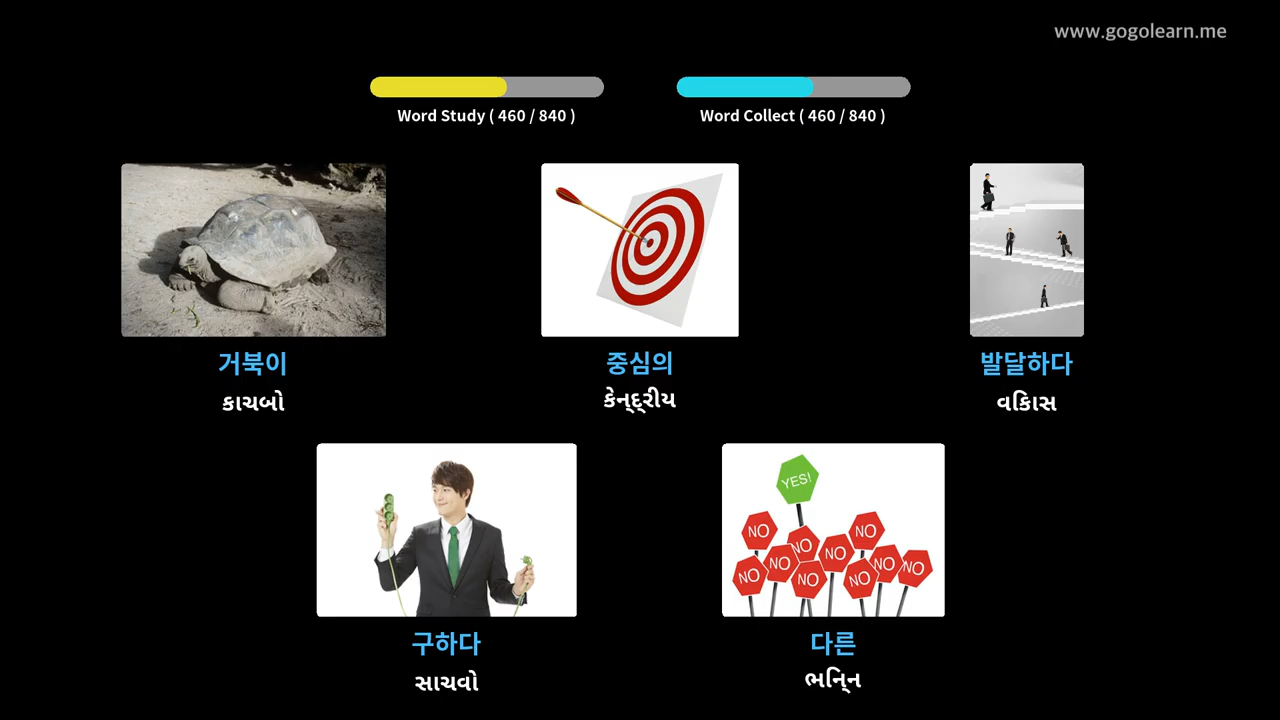 www.gogolearn.me
Word Study ( 460 / 840 )
Word Collect ( 460 / 840 )
거북이
કાચબો
중심의
કેન્દ્રીય
발달하다
વિકાસ
YES!
NO
NO
NO
NO
NO
NO
NO
NO
NO
NO
구하다
સાચવો
다른
ભિન્ન